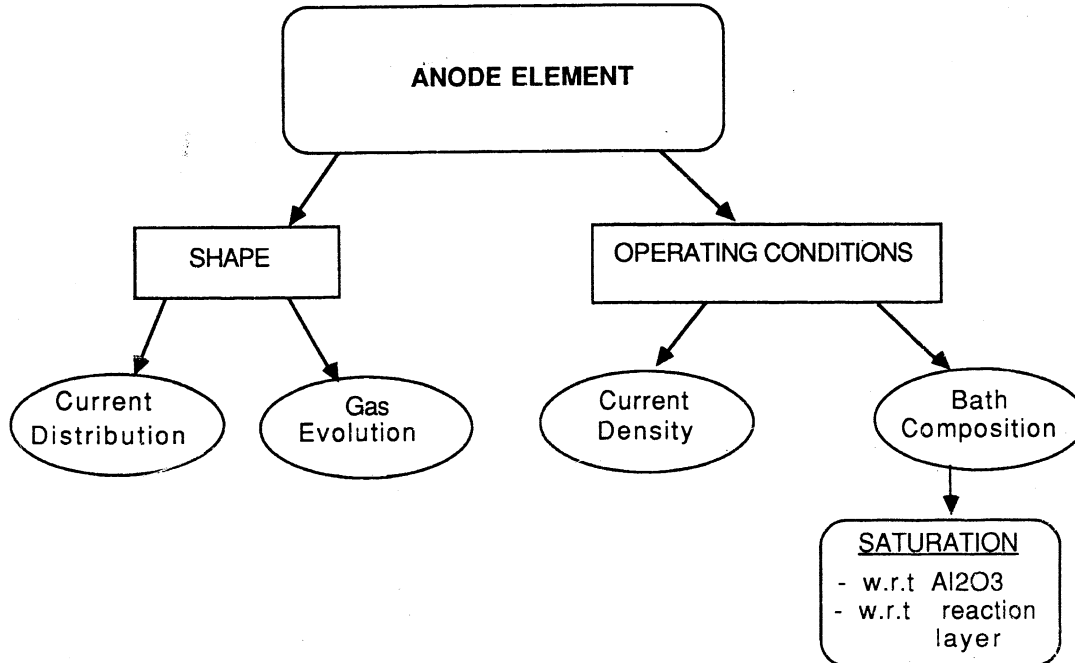 ANODE ELEMENT
SHAPE
OPERATING CONDITIONS
Current
Distribution
Gas
Evolution
Current
Density
Bath
Composition
SATURATION
- w.r.t Al2O3
- w.r.t reaction
layer